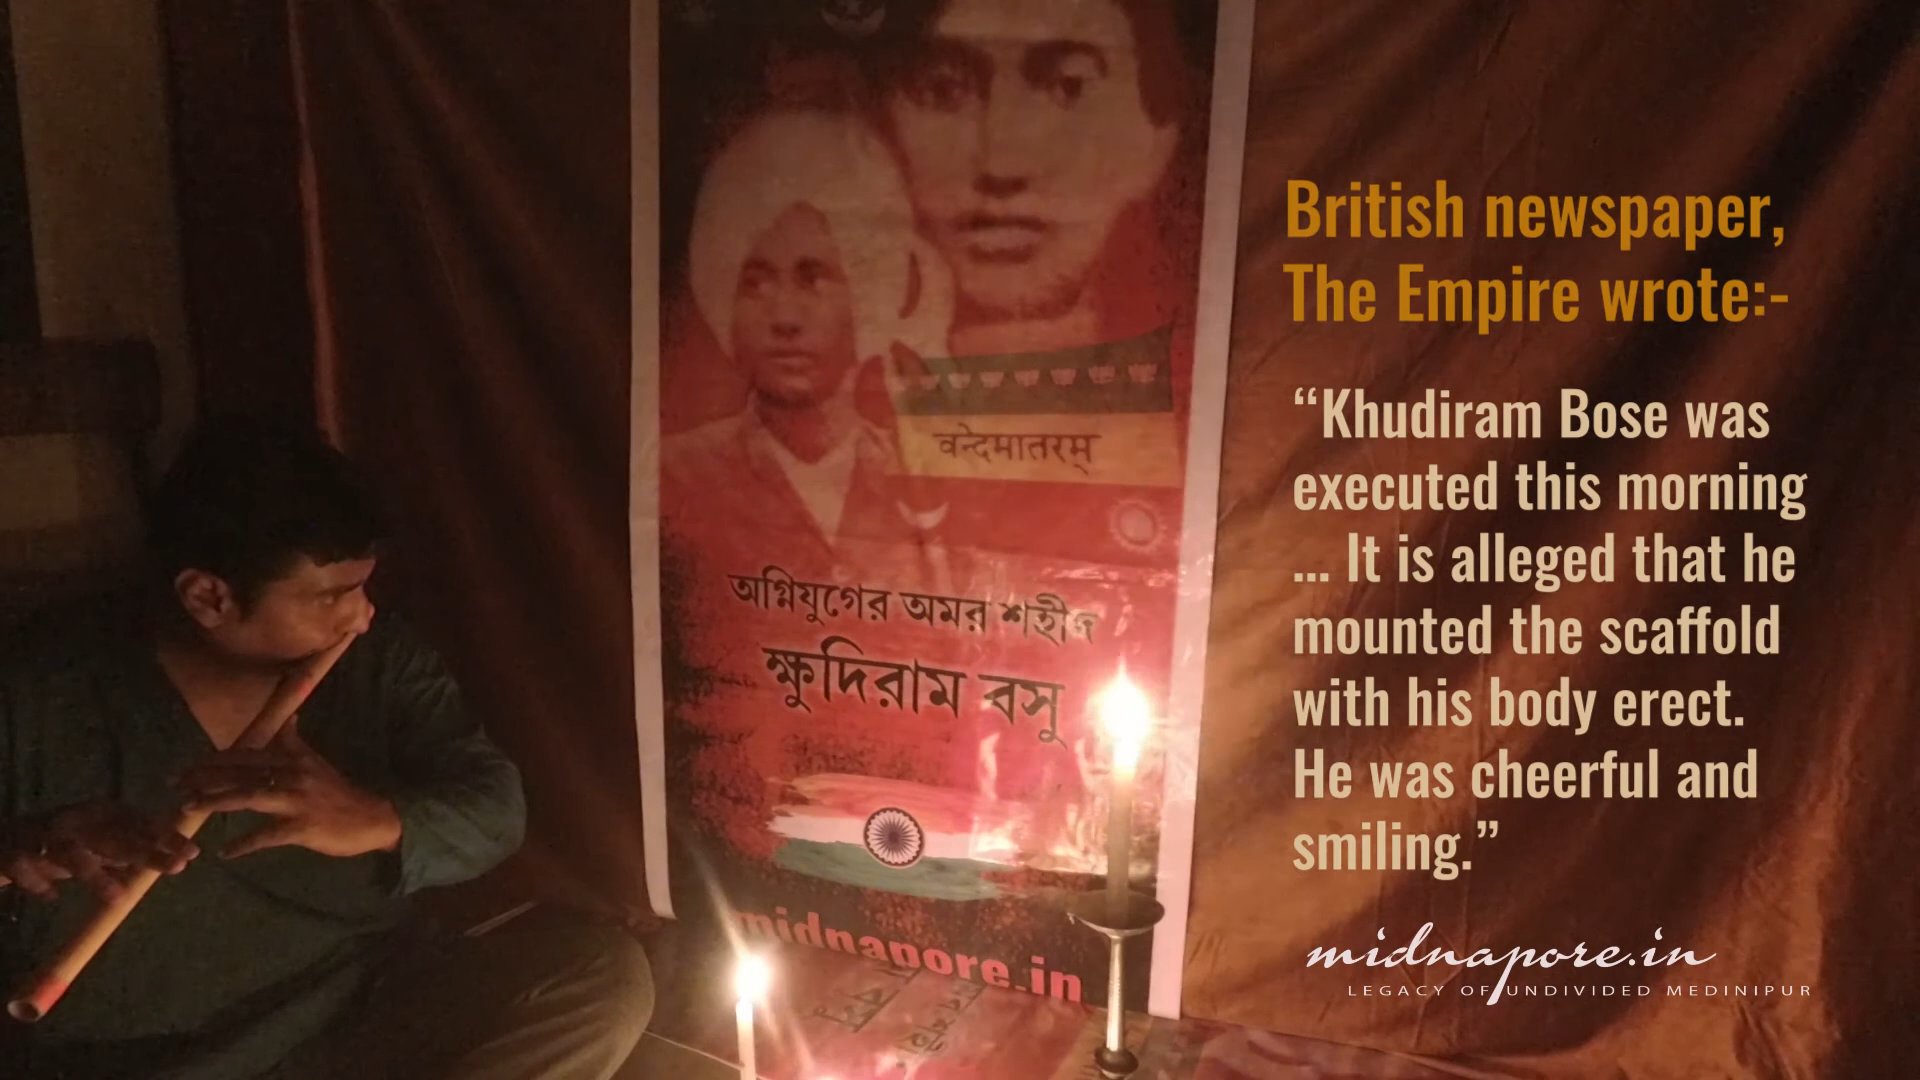 वन्देमातरम्
অগ্নিযুগের অমর শহীদ
ক্ষুদিরাম বসু
midnapore.in
British newspaper,
The Empire wrote:-
“Khudiram Bose was
executed this morning
... It is alleged that he
mounted the scaffold
with his body erect.
He was cheerful and
smiling.”
midnapore.in
LEGACY OF UNDIVIDED MEDINIPUR